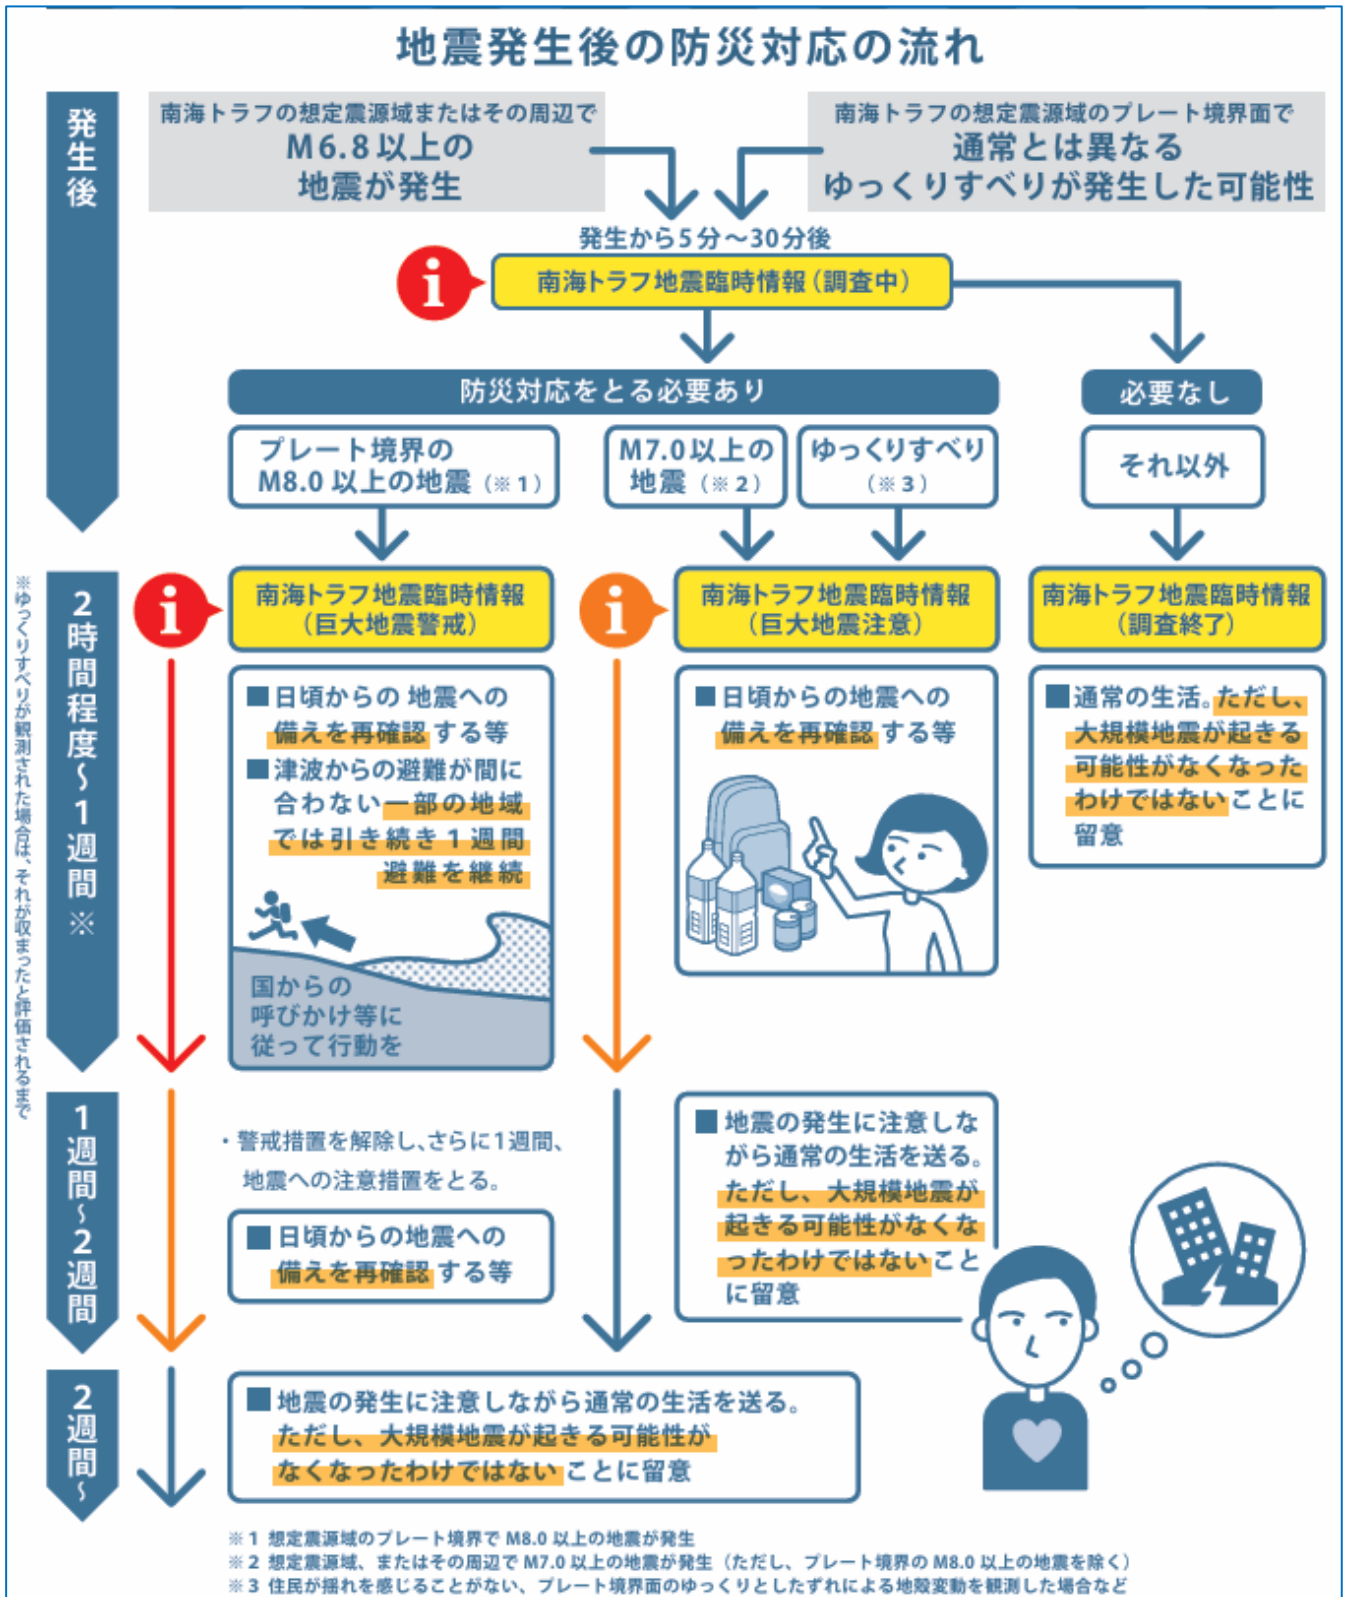 地震発生後の防災対応の流れ
発生後
南海トラフの想定震源域またはその周辺で
M6.8以上の
地震が発生
南海トラフの想定震源域のプレート境界面で
通常とは異なる
ゆっくりすべりが発生した可能性
発生から5分～30分後
i
南海トラフ地震臨時情報(調査中)
防災対応をとる必要あり
必要なし
プレート境界の
M8.0以上の地震(※1)
M7.0以上の
地震(※2)
ゆっくりすべり
(※3)
それ以外
2時間程度～1週間※
※ゆっくりすべりが観測された場合は、それが収まったと評価されるまで
i
南海トラフ地震臨時情報
(巨大地震警戒)
■日頃からの 地震への
備えを再確認する等
■津波からの避難が間に
合わない一部の地域
では引き続き1週間
避難を継続
国からの
呼びかけ等に
従って行動を
i
南海トラフ地震臨時情報
(巨大地震注意)
■日頃からの地震への
備えを再確認する等
南海トラフ地震臨時情報
(調査終了)
■通常の生活。ただし、
大規模地震が起きる
可能性がなくなった
わけではないことに
留意
1週間～2週間
・警戒措置を解除し、さらに1週間、
地震への注意措置をとる。
■日頃からの地震への
備えを再確認する等
■地震の発生に注意しな
がら通常の生活を送る。
ただし、大規模地震が
起きる可能性がなくな
ったわけではないこと
に留意
2週間～
■地震の発生に注意しながら通常の生活を送る。
ただし、大規模地震が起きる可能性が
なくなったわけではないことに留意
※1 想定震源域のプレート境界でM8.0以上の地震が発生
※2 想定震源域、またはその周辺でM7.0以上の地震が発生(ただし、プレート境界のM8.0以上の地震を除く)
※3 住民が揺れを感じることがない、プレート境界面のゆっくりとしたずれによる地殻変動を観測した場合など